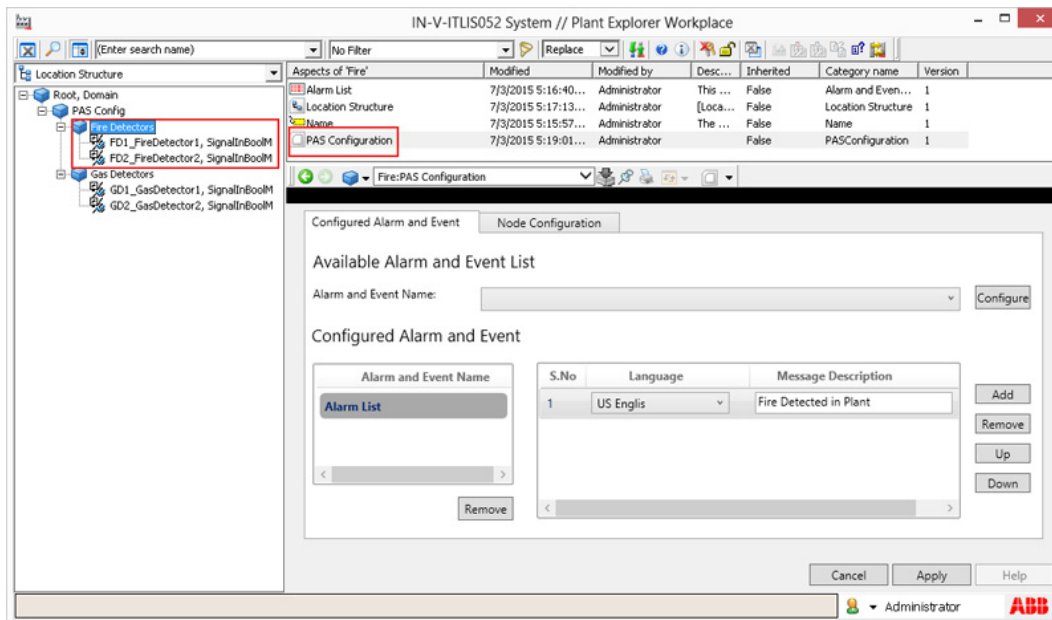 IN-V-ITLIS052 System // Plant Explorer Workplace
(Enter search name) No Filter Replace
Location Structure
Root, Domain
PAS Config
Fire Detectors
FD1_FireDetector1, SignalInBoolM
FD2_FireDetector2, SignalInBoolM
Gas Detectors
GD1_GasDetector1, SignalInBoolM
GD2_GasDetector2, SignalInBoolM
Aspects of 'Fire' Modified Modified by Desc... Inherited Category name Version
Alarm List 7/3/2015 5:16:40... Administrator This ... False Alarm and Even... 1
Location Structure 7/3/2015 5:17:13... Administrator [Loca... False Location Structure 1
Name 7/3/2015 5:15:57... Administrator The ... False Name 1
PAS Configuration 7/3/2015 5:19:01... Administrator False PASConfiguration 1
Fire:PAS Configuration
Configured Alarm and Event Node Configuration
Available Alarm and Event List
Alarm and Event Name: Configure
Configured Alarm and Event
Alarm and Event Name
Alarm List
Remove
S.No Language Message Description
1 US Englis Fire Detected in Plant
Add
Remove
Up
Down
Cancel Apply Help
Administrator ABB